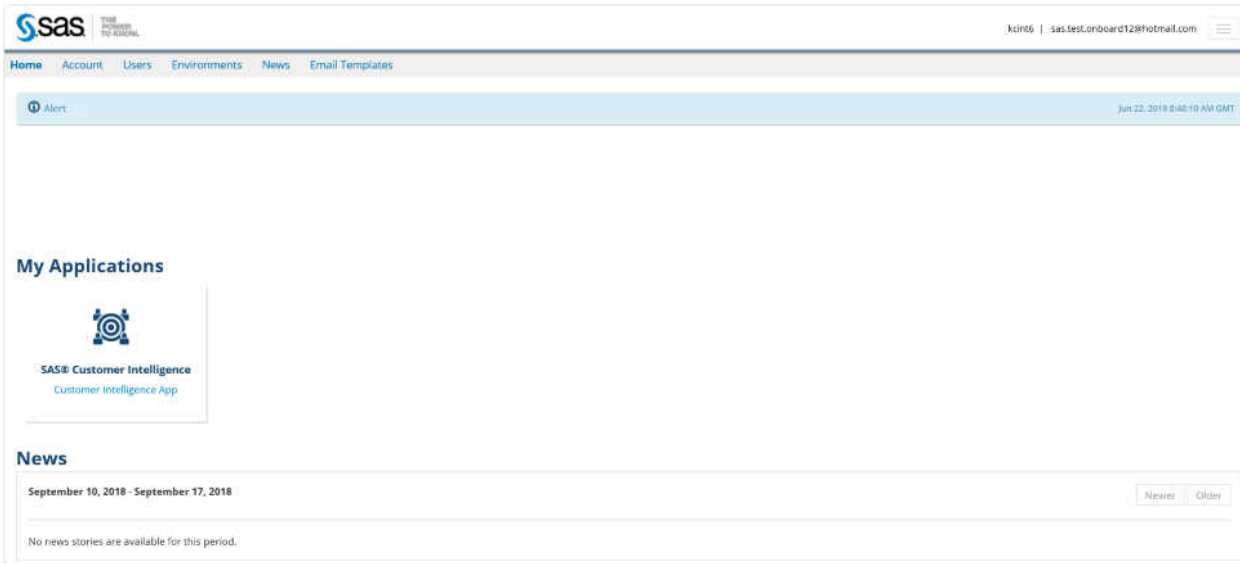 sas THE POWER TO KNOW.
kcint6 | sas.test.onboard12@hotmail.com
Home Account Users Environments News Email Templates
Alert Jun 22, 2018 8:48:10 AM GMT
My Applications
SAS® Customer Intelligence
Customer Intelligence App
News
September 10, 2018 - September 17, 2018 Newer Older
No news stories are available for this period.